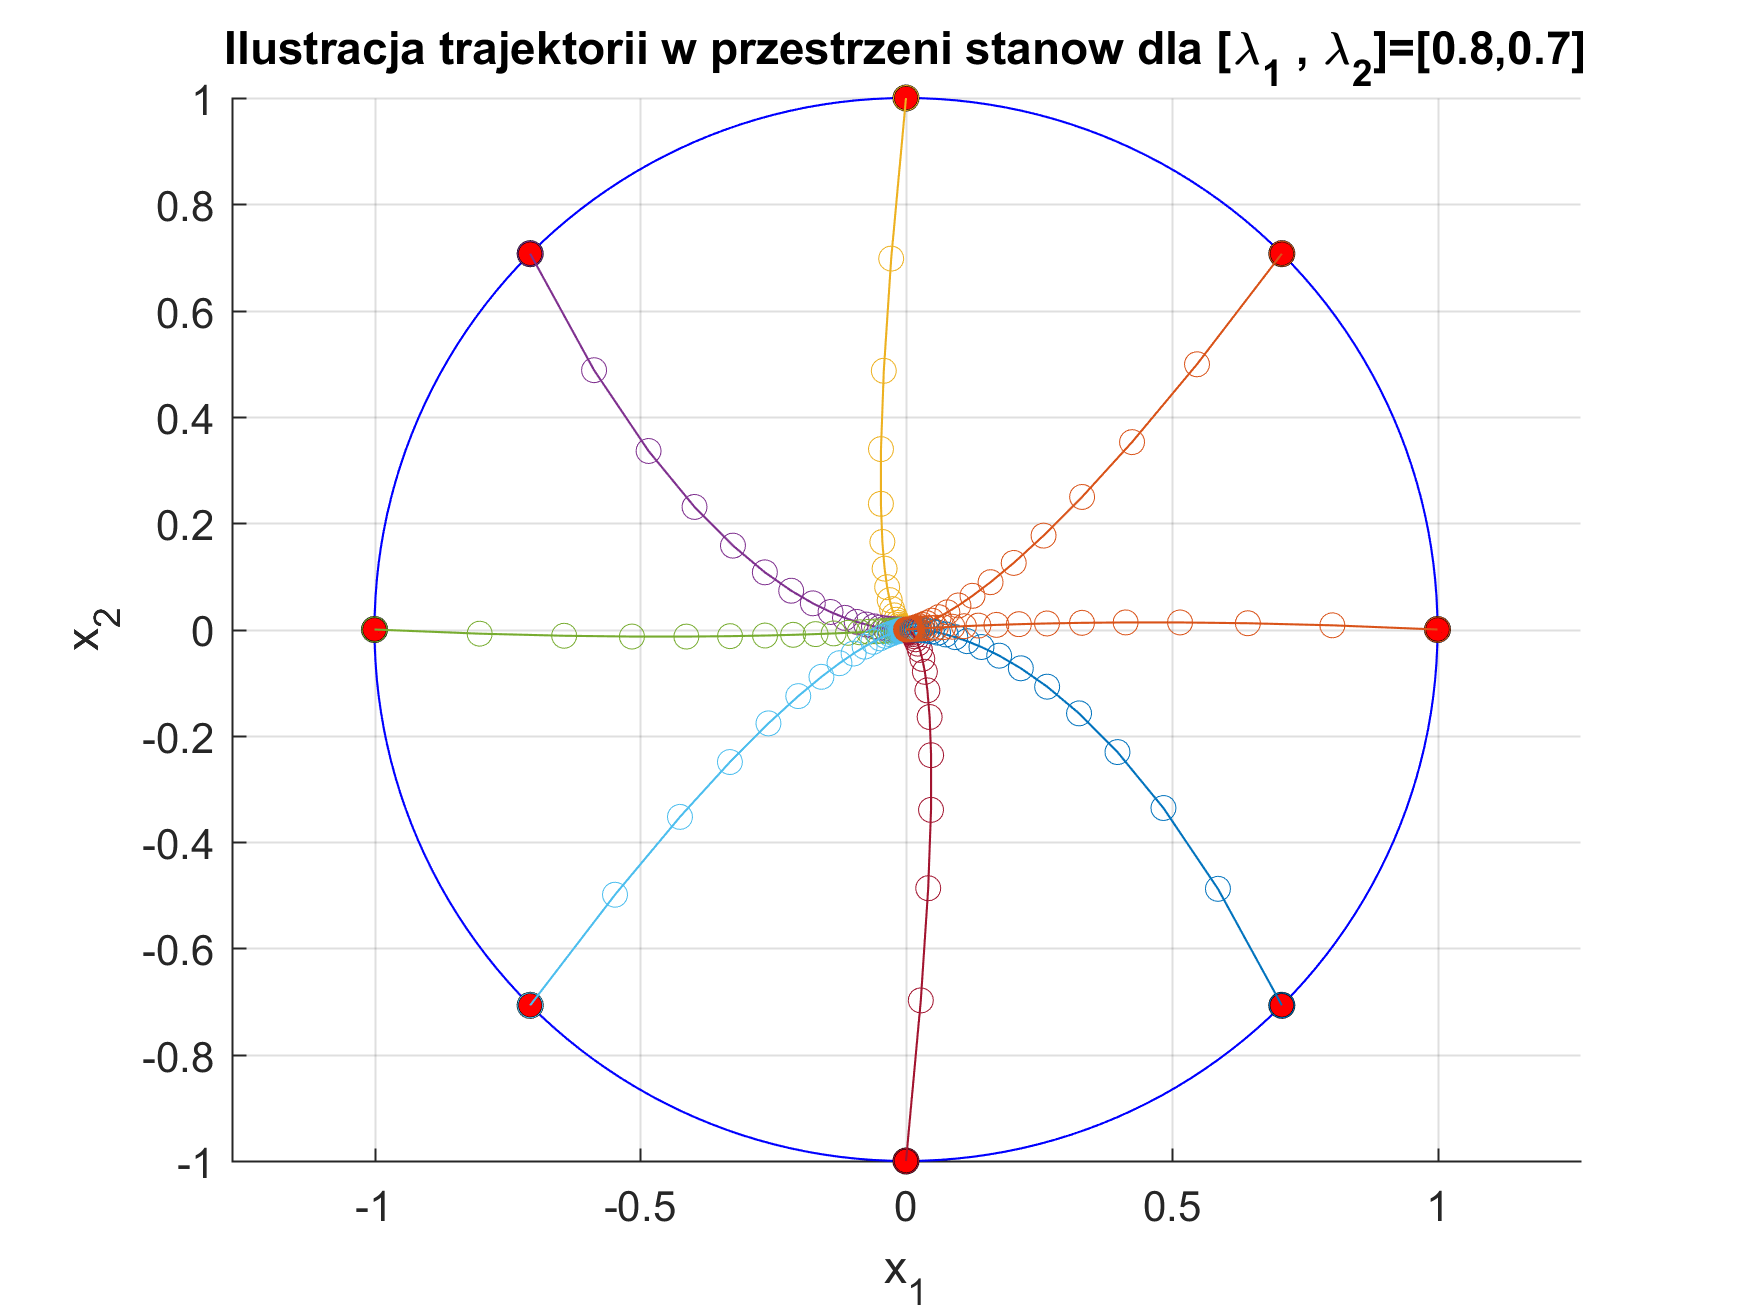 Ilustracja trajektorii w przestrzeni stanow dla [λ₁ , λ₂]=[0.8,0.7]
1
0.8
0.6
0.4
0.2
0
-0.2
-0.4
-0.6
-0.8
-1
x₂
-1 -0.5 0 0.5 1
x₁